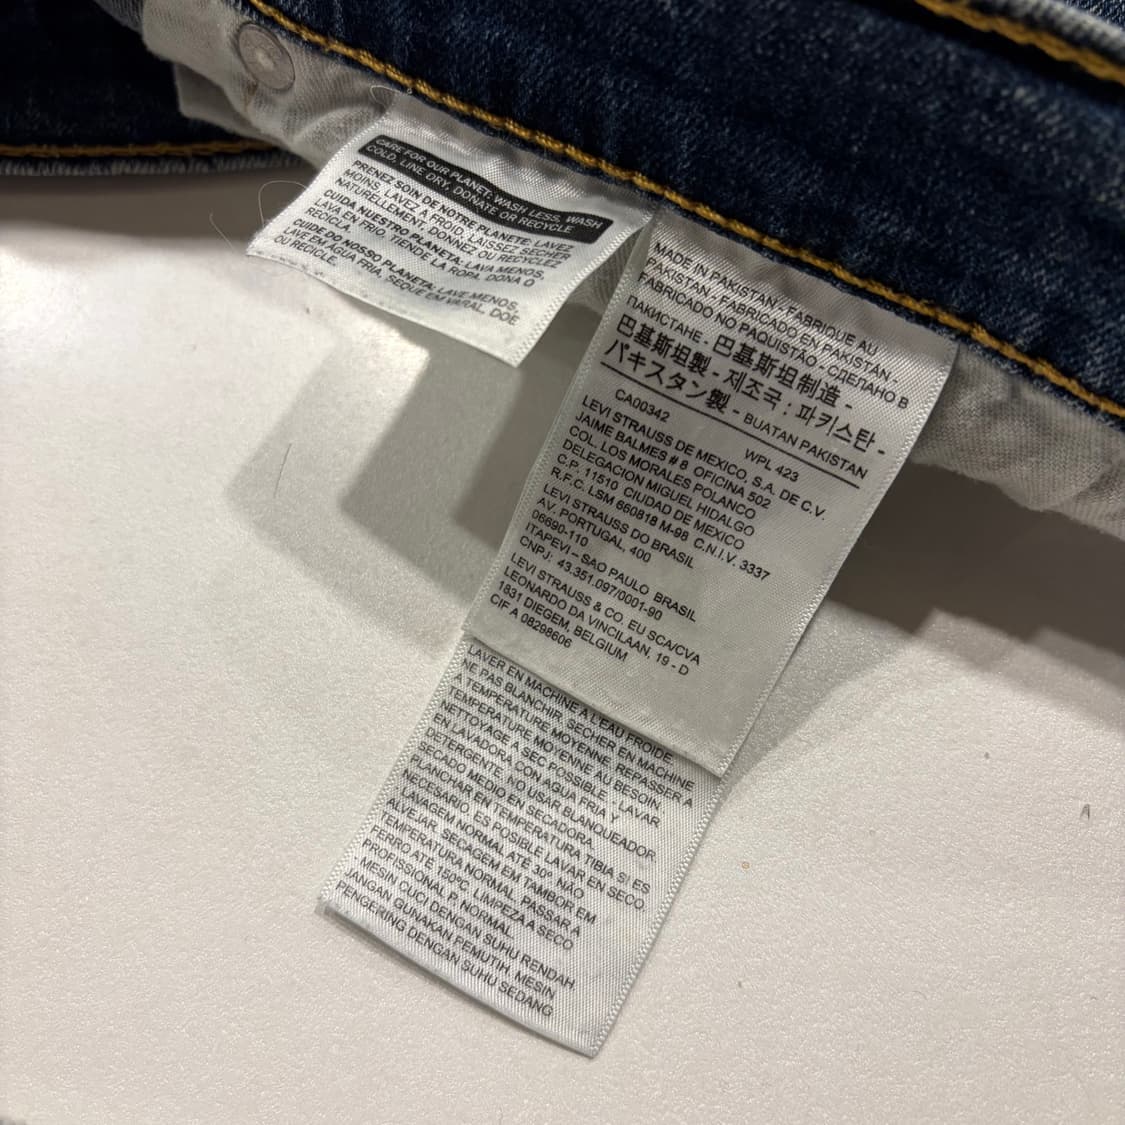 CARE FOR OUR PLANET: WASH LESS, WASH
COLD, LINE DRY, DONATE OR RECYCLE
PRENEZ SOIN DE NOTRE PLANETE: LAVEZ
MOINS, LAVEZ A FROID, LAISSEZ SÉCHER
NATURELLEMENT, DONNEZ OU RECYCLEZ
CUIDA NUESTRO PLANETA: LAVA MENOS,
LAVA EN FRIO, TIENDE LA ROPA, DONA O
RECICLA.
CUIDE DO NOSSO PLANETA: LAVE MENOS,
LAVE EM AGUA FRIA, SEQUE EM VARAL, DOE
OU RECICLE.
MADE IN PAKISTAN - FABRIQUE AU
PAKISTAN - FABRICADO EN PAKISTAN -
FABRICADO NO PAQUISTÃO - СДЕЛАНО В
ПАКИСТАНЕ - 巴基斯坦制造 -
巴基斯坦製 - 제조국 : 파키스탄 -
パキスタン製 - BUATAN PAKISTAN
CA00342 WPL 423
LEVI STRAUSS DE MEXICO, S.A. DE C.V.
JAIME BALMES # 8 OFICINA 502
COL. LOS MORALES POLANCO
DELEGACION MIGUEL HIDALGO
C.P. 11510 CIUDAD DE MEXICO
R.F.C. LSM 660818 M-98 C.N.I.V. 3337
LEVI STRAUSS DO BRASIL
AV. PORTUGAL, 400
06690-110
ITAPEVI – SAO PAULO BRASIL
CNPJ: 43.351.097/0001-90
LEVI STRAUSS & CO. EU SCA/CVA
LEONARDO DA VINCILAAN, 19 - D
1831 DIEGEM, BELGIUM
CIF A 08298606
LAVER EN MACHINE A L'EAU FROIDE
NE PAS BLANCHIR, SECHER EN MACHINE
A TEMPERATURE MOYENNE, REPASSER A
TEMPERATURE MOYENNE AU BESOIN
NETTOYAGE A SEC POSSIBLE - LAVAR
EN LAVADORA CON AGUA FRIA Y
DETERGENTE, NO USAR BLANQUEADOR
SECADO MEDIO EN SECADORA
PLANCHAR EN TEMPERATURA TIBIA SI ES
NECESARIO. ES POSIBLE LAVAR EN SECO.
LAVAGEM NORMAL ATÉ 30° NÃO
ALVEJAR. SECAGEM EM TAMBOR EM
TEMPERATURA NORMAL. PASSAR A
FERRO ATÉ, 150ºC. LIMPEZA A SECO
PROFISSIONAL P. NORMAL
- MESIN CUCI DENGAN SUHU RENDAH
JANGAN GUNAKAN PEMUTIH, MESIN
PENGERING DENGAN SUHU SEDANG